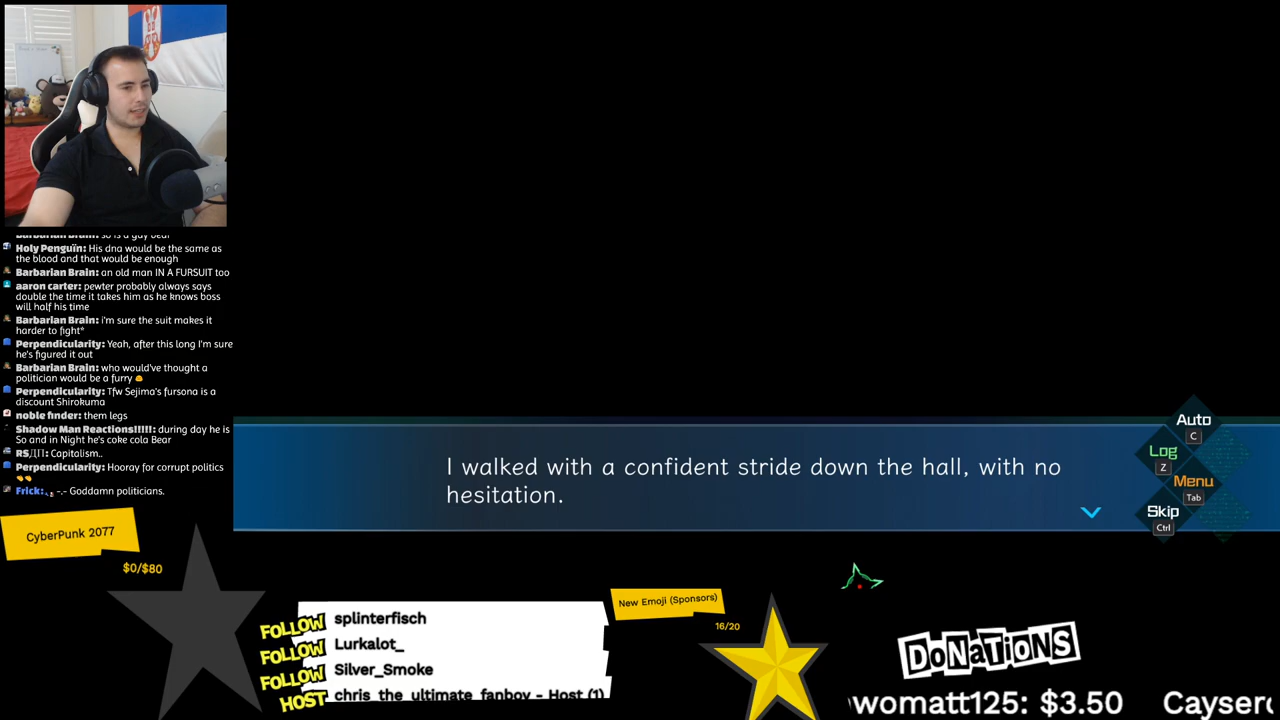 Holy Penguin: His dna would be the same as
the blood and that would be enough
Barbarian Brain: an old man IN A FURSUIT too
aaron carter: pewter probably always says
double the time it takes him as he knows boss
will half his time
Barbarian Brain: i'm sure the suit makes it
harder to fight*
Perpendicularity: Yeah, after this long I'm sure
he's figured it out
Barbarian Brain: who would've thought a
politician would be a furry
Perpendicularity: Tfw Sejima's fursona is a
discount Shirokuma
noble finder: them legs
Shadow Man Reactions!!!!!: during day he is
So and in Night he's coke cola Bear
Capitalism..
Perpendicularity: Hooray for corrupt politics
Frick: -.- Goddamn politicians.
I walked with a confident stride down the hall, with no
hesitation.
Auto
C
Log
Z
Menu
Tab
Skip
Ctrl
CyberPunk 2077
$0/$80
FOLLOW splinterfisch
FOLLOW Lurkalot_
FOLLOW Silver_Smoke
HOST chris_the_ultimate_fanboy - Host (1)
New Emoji (Sponsors)
16/20
DONATIONS
womatt125: $3.50